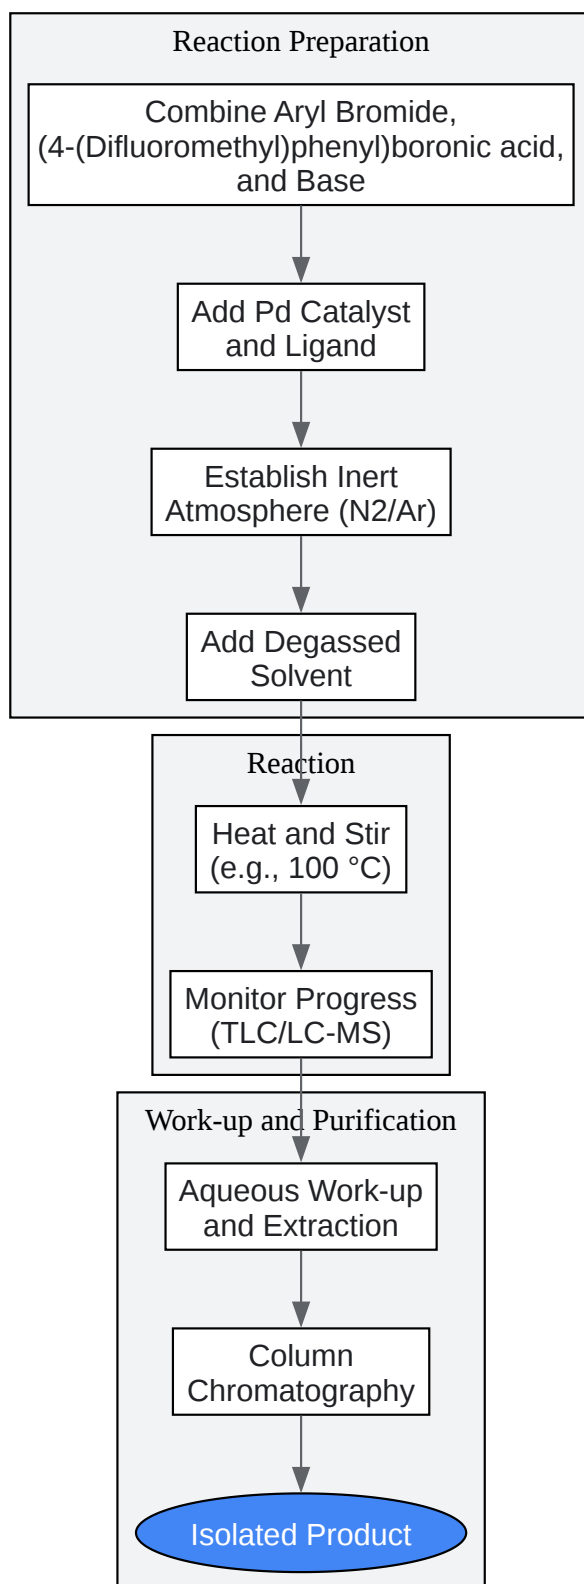 Reaction Preparation
Combine Aryl Bromide,
(4-(Difluoromethyl)phenyl)boronic acid,
and Base
Add Pd Catalyst
and Ligand
Establish Inert
Atmosphere (N2/Ar)
Add Degassed
Solvent
Reaction
Heat and Stir
(e.g., 100 °C)
Monitor Progress
(TLC/LC-MS)
Work-up and Purification
Aqueous Work-up
and Extraction
Column
Chromatography
Isolated Product